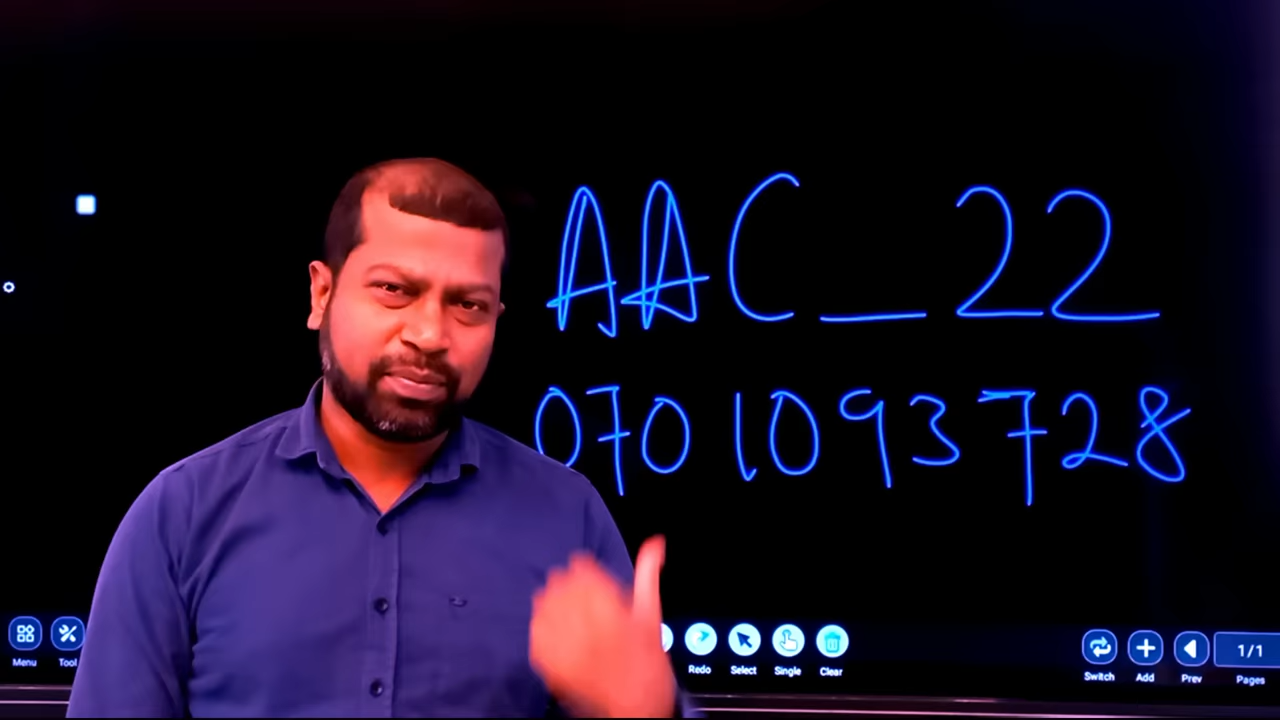 AAC_22
0701093728
Menu
Tool
Redo
Select
Single
Clear
Switch
Add
Prev
1/1
Pages